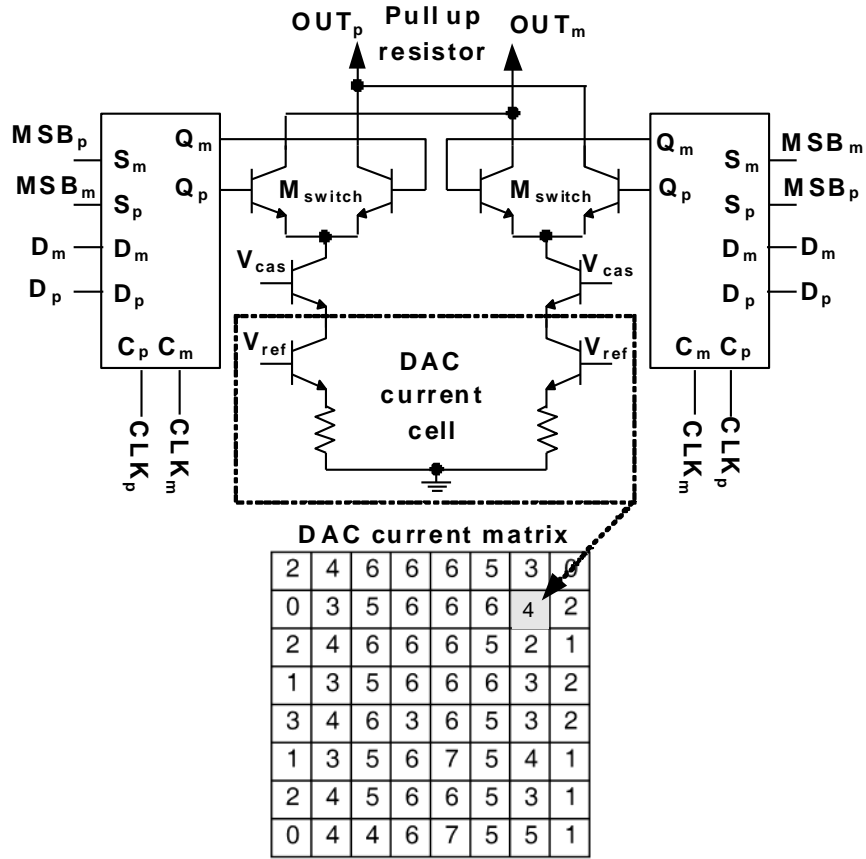 OUTp Pull up OUTm
resistor
MSBp Qm Qm MSBm
Sm Sm
MSBm Qp Mswitch Mswitch Qp MSBp
Sp Sp
Dm Dm Dm Dm
Vcas Vcas
Dp Dp Dp Dp
Vref DAC Vref
Cp Cm current Cm Cp
cell
CLKp CLKm CLKm CLKp
DAC current matrix
2 4 6 6 6 5 3 0
0 3 5 6 6 6 4 2
2 4 6 6 6 5 2 1
1 3 5 6 6 6 3 2
3 4 6 3 6 5 3 2
1 3 5 6 7 5 4 1
2 4 5 6 6 5 3 1
0 4 4 6 7 5 5 1